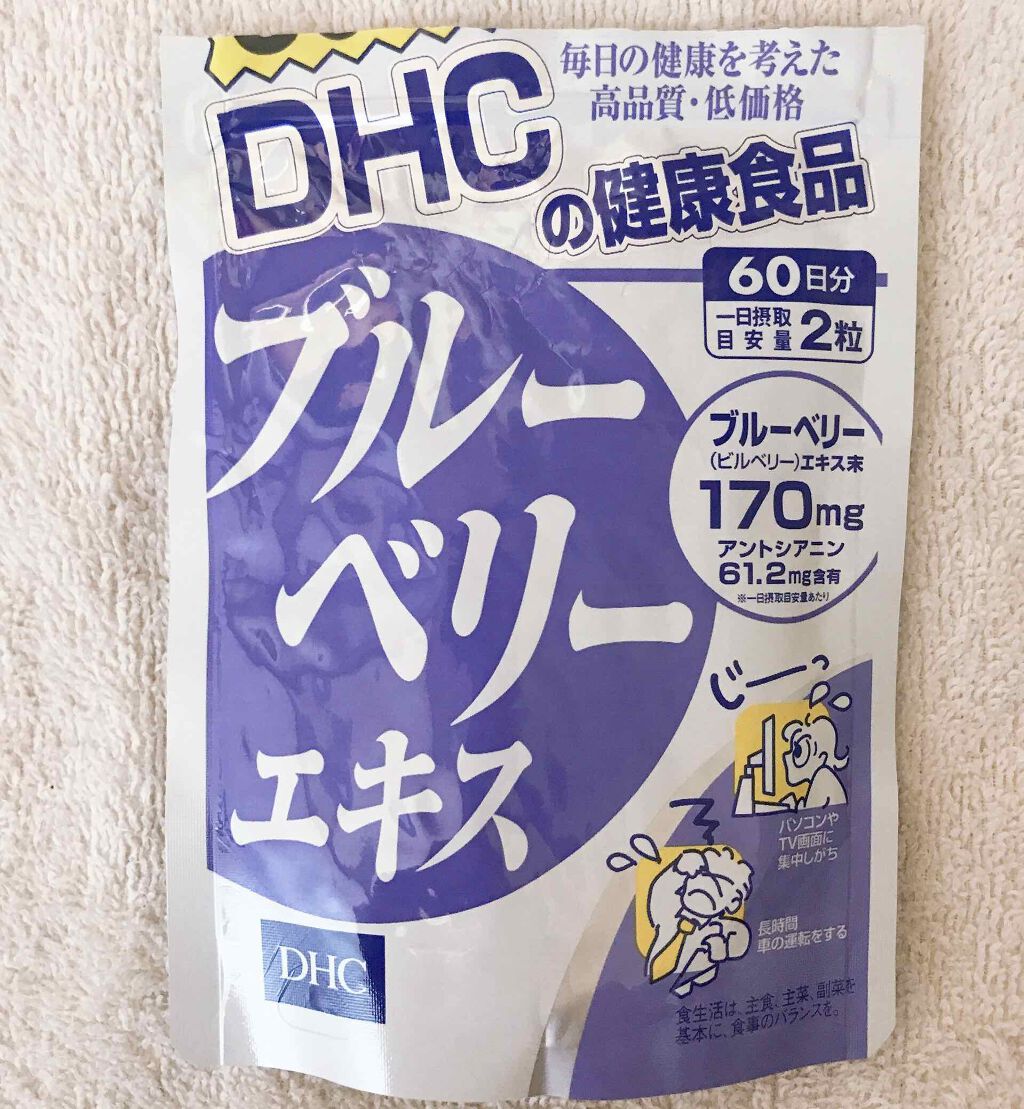 毎日の健康を考えた
高品質・低価格
DHC
の健康食品
60日分
一日摂取
目安量 2粒
ブルー
ベリー
エキス
ブルーベリー
(ビルベリー)エキス末
170mg
アントシアニン
61.2mg含有
※一日摂取目安量あたり
じーっ
パソコンや
TV画面に
集中しがち
長時間
車の運転をする
DHC
食生活は、主食、主菜、副菜を
基本に、食事のバランスを。